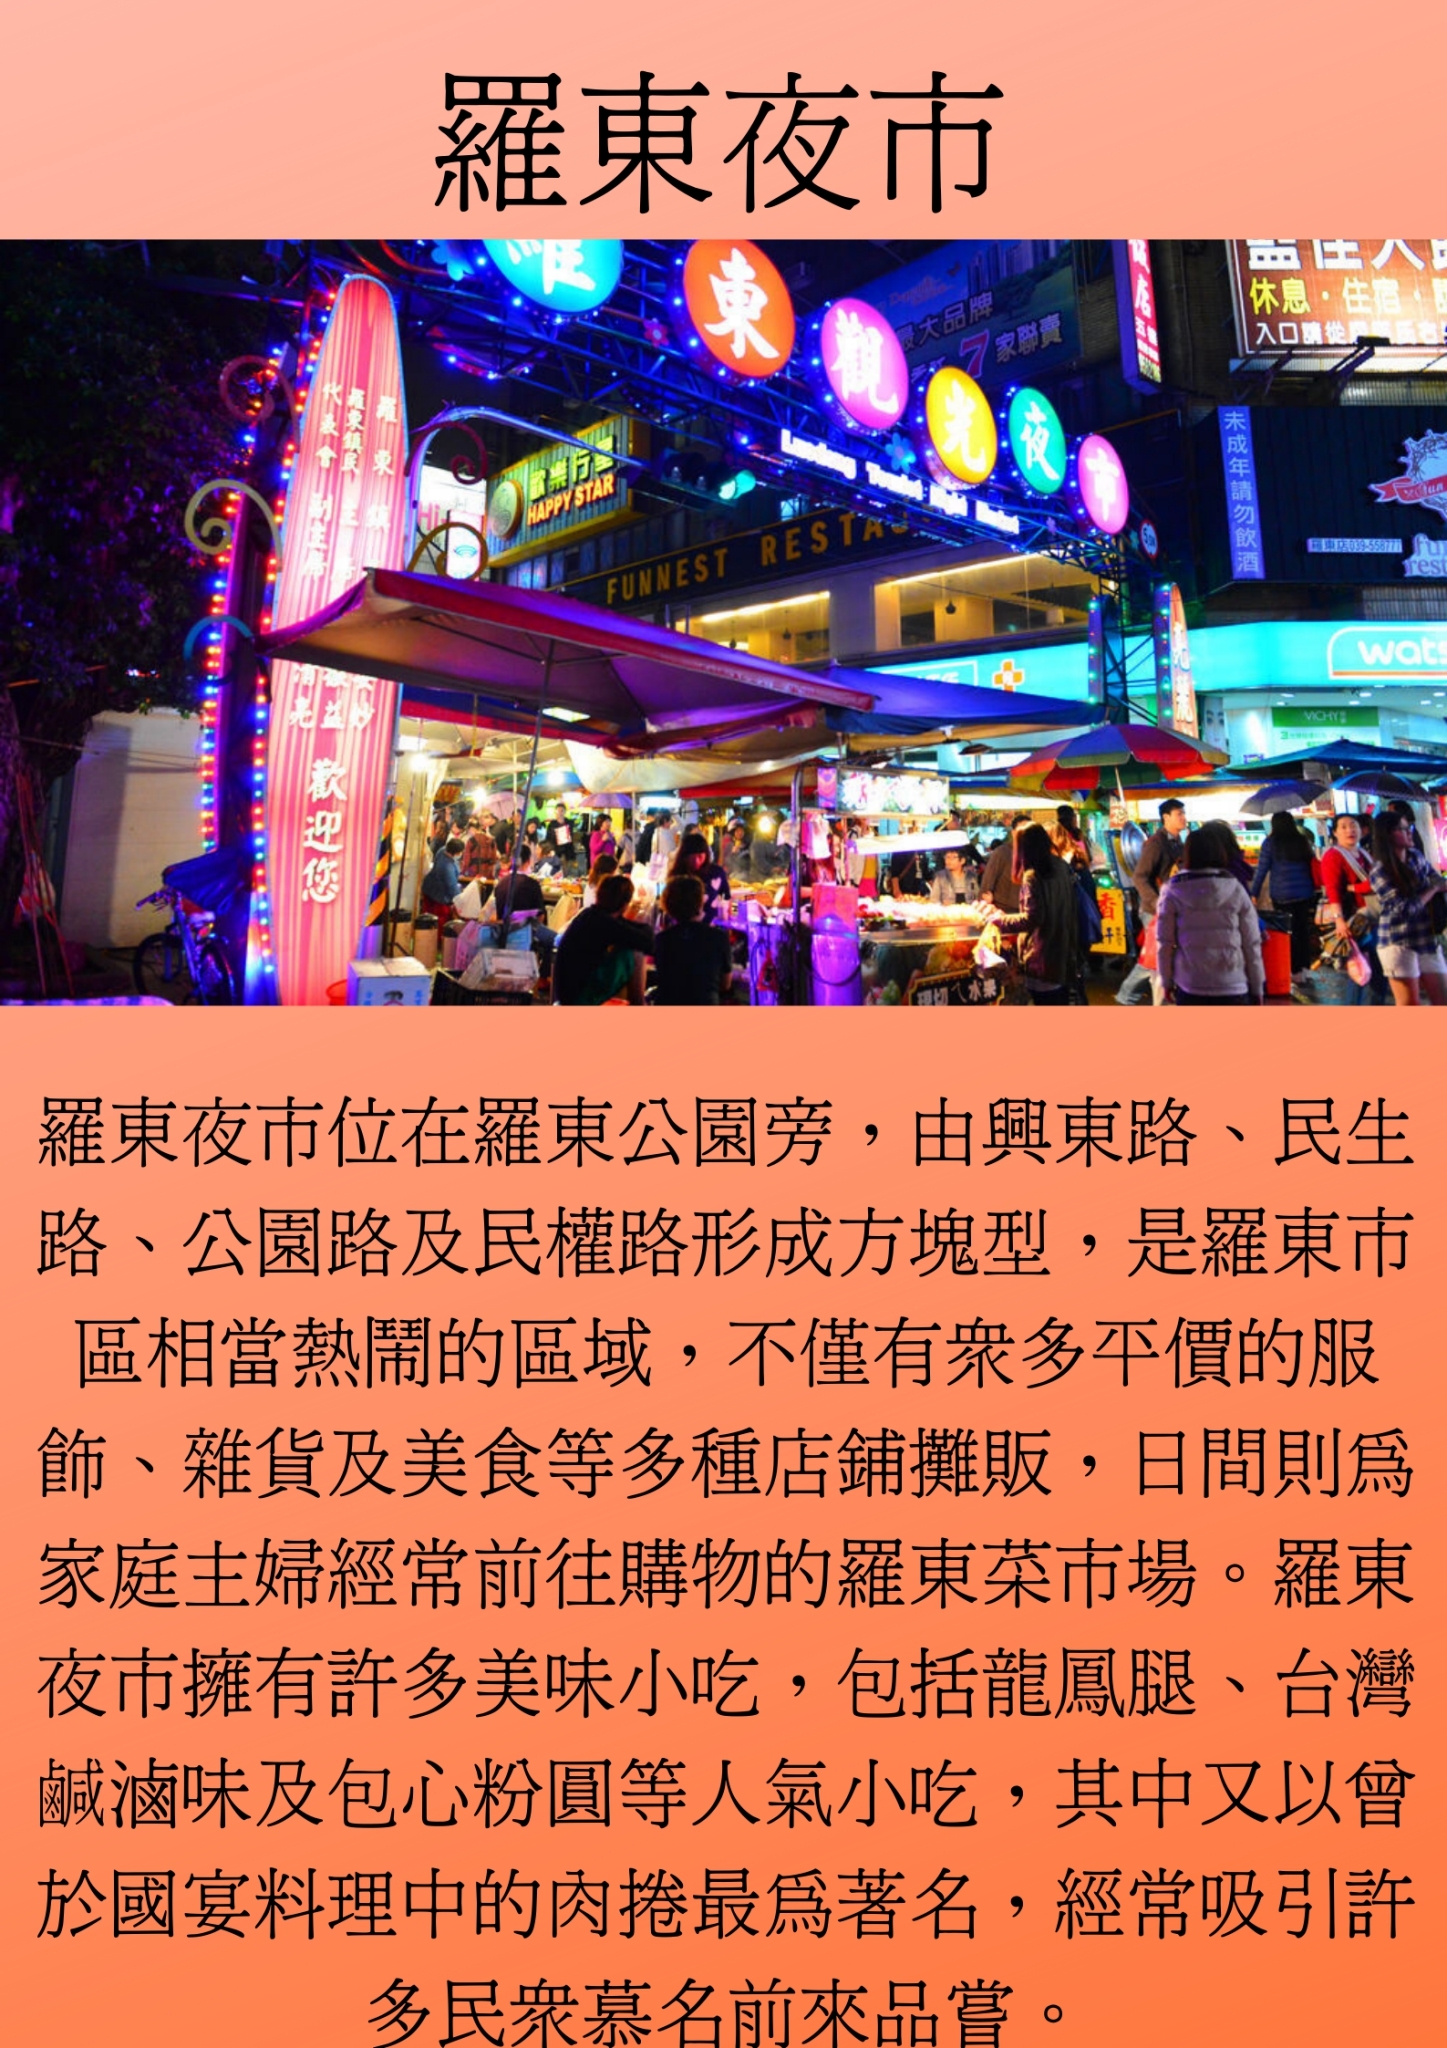 羅東夜市
羅東觀光夜市
Luodong Tourist Night Market
休息·住宿
未成年請勿飲酒
歡樂行星
HAPPY STAR
FUNNEST RESTA
最大品牌
7家聯賣
wats
VICHY
羅東鎮
羅東鎮民
代表會 副主席
歡迎您
羅東夜市位在羅東公園旁，由興東路、民生
路、公園路及民權路形成方塊型，是羅東市
區相當熱鬧的區域，不僅有眾多平價的服
飾、雜貨及美食等多種店鋪攤販，日間則為
家庭主婦經常前往購物的羅東菜市場。羅東
夜市擁有許多美味小吃，包括龍鳳腿、台灣
鹹滷味及包心粉圓等人氣小吃，其中又以曾
於國宴料理中的肉捲最為著名，經常吸引許
多民眾慕名前來品嘗。